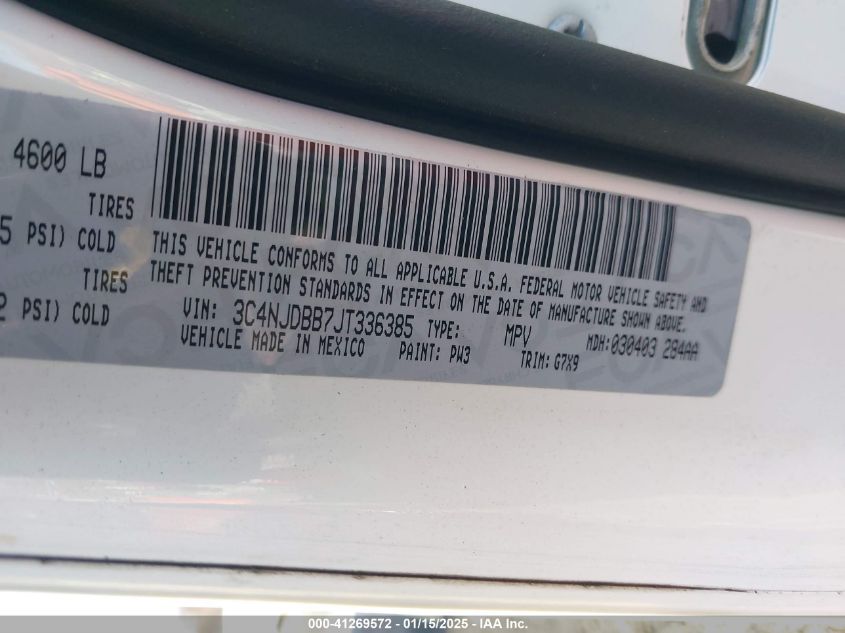 4600 LB
TIRES
5 PSI) COLD
TIRES
2 PSI) COLD
THIS VEHICLE CONFORMS TO ALL APPLICABLE U.S.A. FEDERAL MOTOR VEHICLE SAFETY AND
THEFT PREVENTION STANDARDS IN EFFECT ON THE DATE OF MANUFACTURE SHOWN ABOVE.
VIN: 3C4NJDBB7JT336385 TYPE: MPV MDH:030403 284AA
VEHICLE MADE IN MEXICO PAINT: PW3 TRIM: G7X9
000-41269572 - 01/15/2025 - IAA Inc.